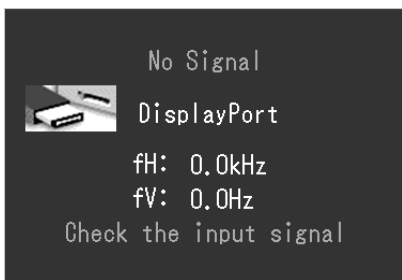 No Signal
DisplayPort
fH: 0.0kHz
fV: 0.0Hz
Check the input signal